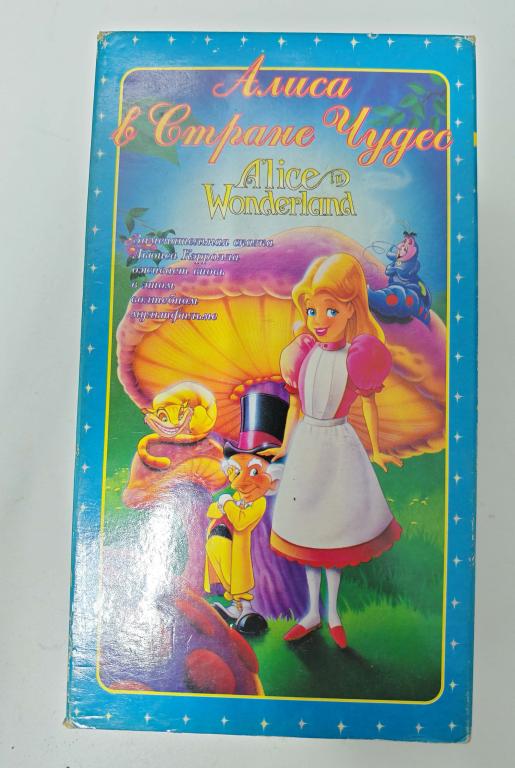 Алиса
в Стране Чудес
Alice in
Wonderland
Замечательная сказка
Льюиса Кэрролла
оживает вновь
в этом
волшебном
мультфильме